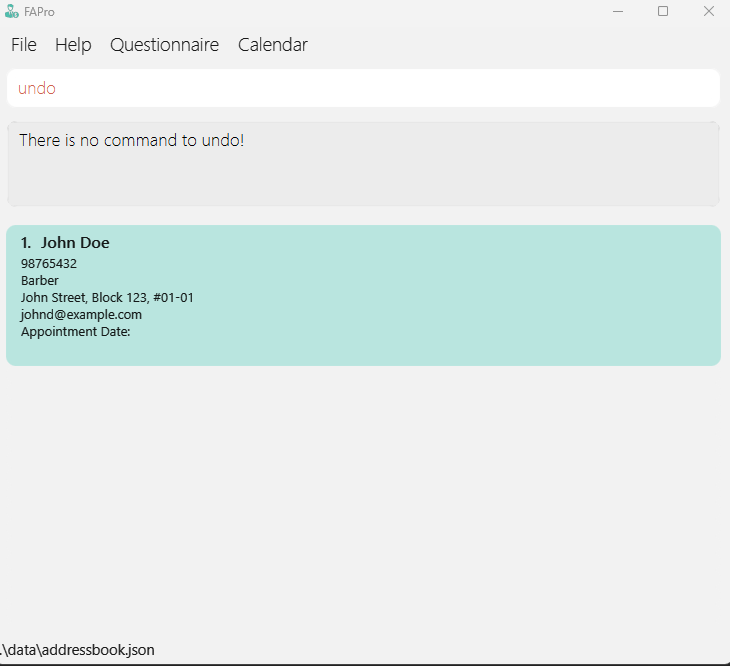 FAPro
File Help Questionnaire Calendar
undo
There is no command to undo!
1. John Doe
98765432
Barber
John Street, Block 123, #01-01
johnd@example.com
Appointment Date:
.\data\addressbook.json